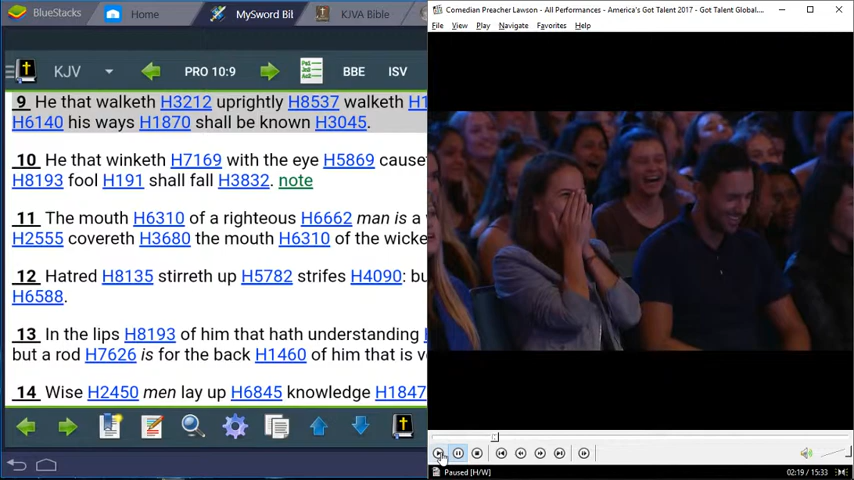 BlueStacks Home MySword Bil KJVA Bible
KJV PRO 10:9 BBE ISV
9 He that walketh H3212 uprightly H8537 walketh H1
H6140 his ways H1870 shall be known H3045.
10 He that winketh H7169 with the eye H5869 cause
H8193 fool H191 shall fall H3832. note
11 The mouth H6310 of a righteous H6662 man is a
H2555 covereth H3680 the mouth H6310 of the wicke
12 Hatred H8135 stirreth up H5782 strifes H4090: bu
H6588.
13 In the lips H8193 of him that hath understanding
but a rod H7626 is for the back H1460 of him that is v
14 Wise H2450 men lay up H6845 knowledge H1847
Comedian Preacher Lawson - All Performances - America's Got Talent 2017 - Got Talent Global....
File View Play Navigate Favorites Help
Paused [H/W] 02:19 / 15:33